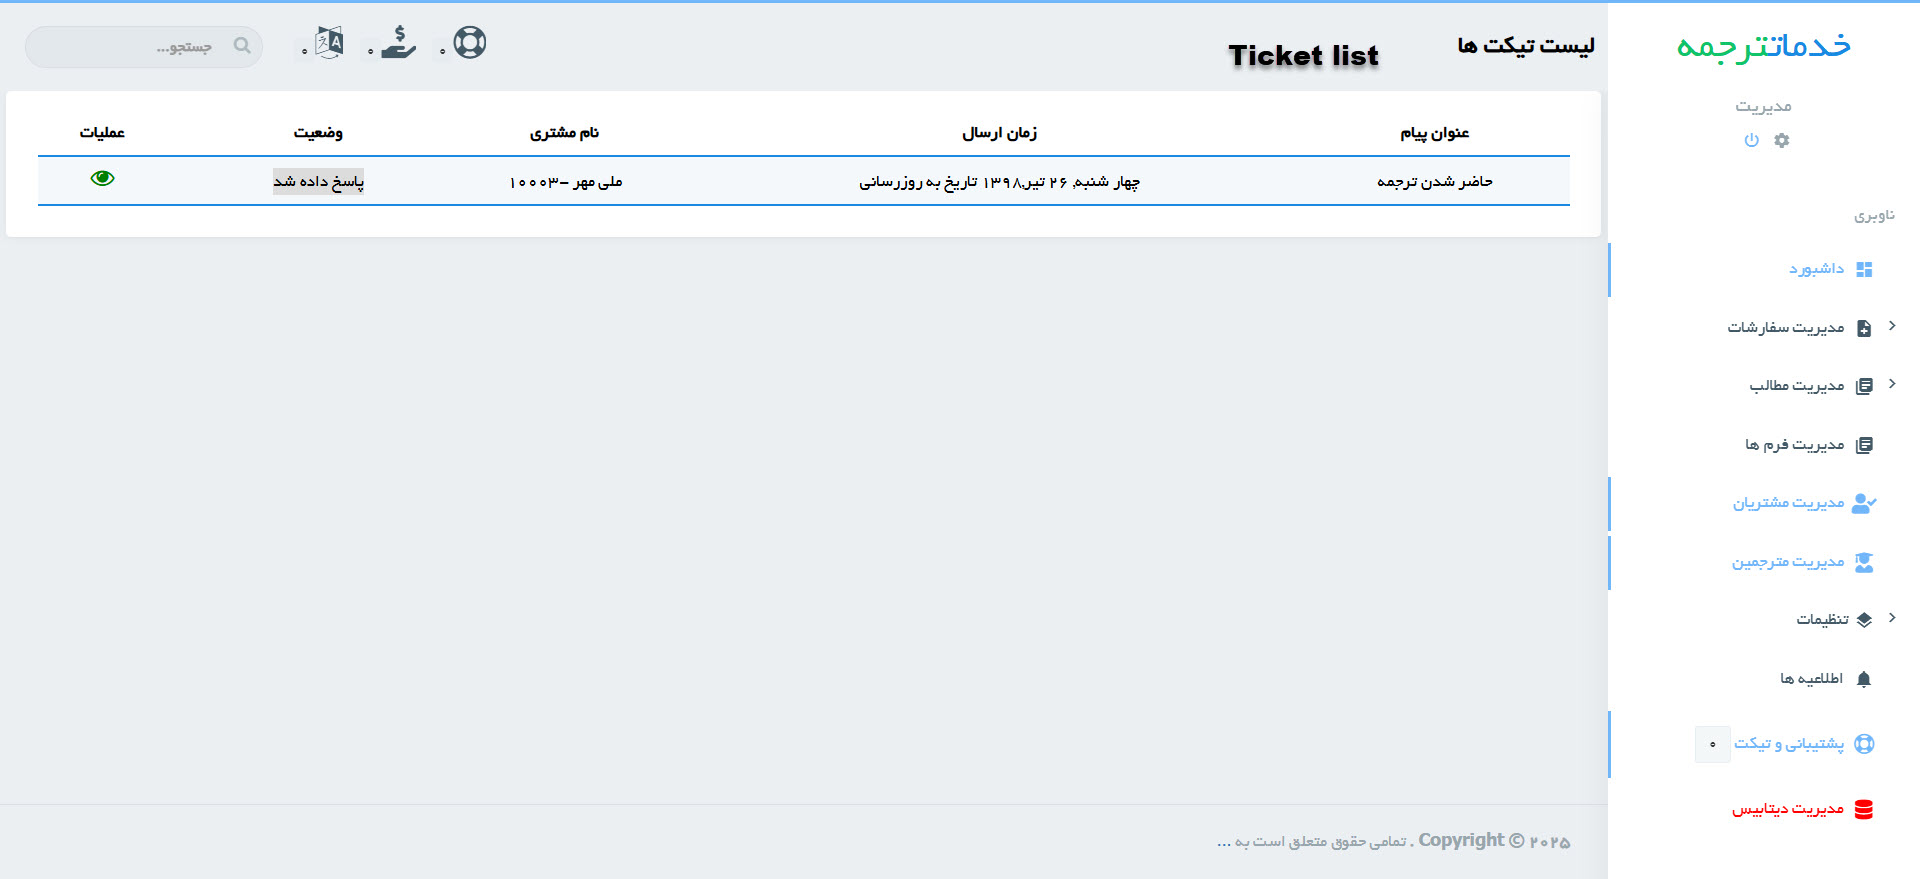 خدماتترجمه
مدیریت
ناوبری
داشبورد
مدیریت سفارشات
مدیریت مطالب
مدیریت فرم ها
مدیریت مشتریان
مدیریت مترجمین
تنظیمات
اطلاعیه ها
پشتیبانی و تیکت ۰
مدیریت دیتابیس
لیست تیکت ها
Ticket list
۰ ۰ ۰
جستجو...
عنوان پیام زمان ارسال نام مشتری وضعیت عملیات
حاضر شدن ترجمه چهار شنبه, ۲۶ تیر,۱۳۹۸ تاریخ به روزرسانی ملی مهر -۱۰۰۰۳ پاسخ داده شد
Copyright © ۲۰۲۵ . تمامی حقوق متعلق است به ...